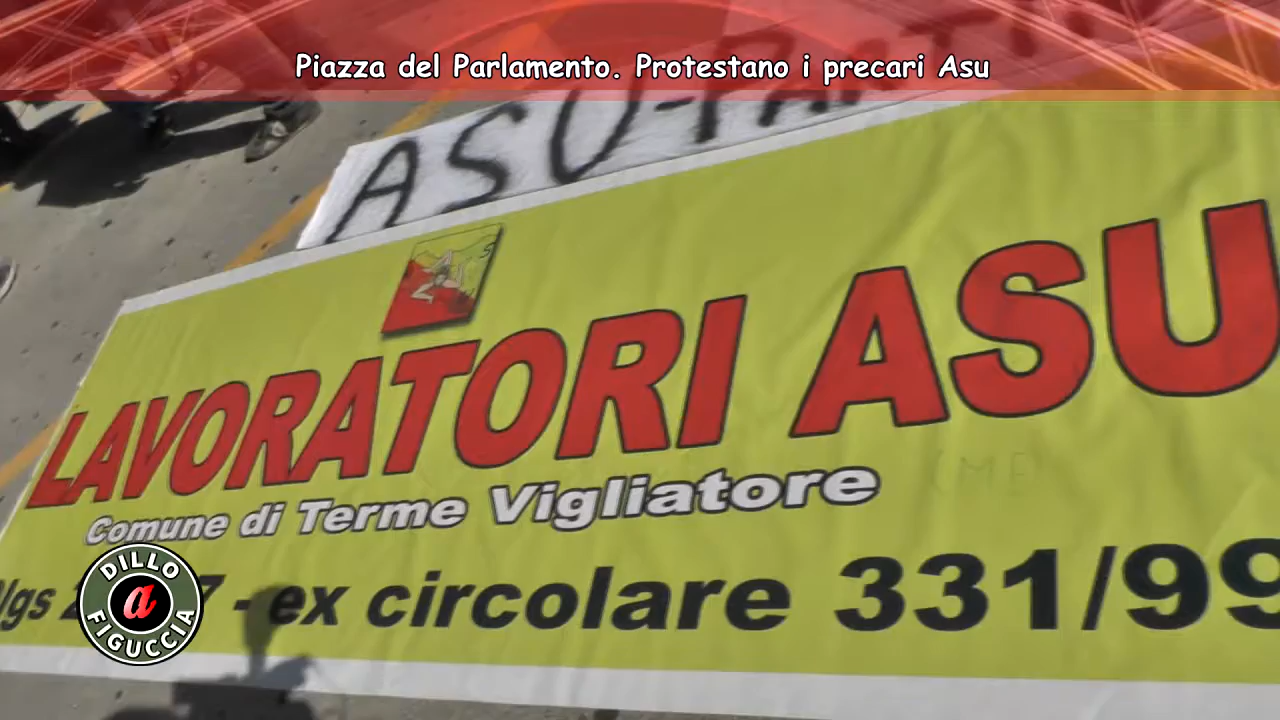 Piazza del Parlamento. Protestano i precari Asu
ASU-PART
LAVORATORI ASU
Comune di Terme Vigliatore
ex circolare 331/99
DILLO
a
FIGUCCIA